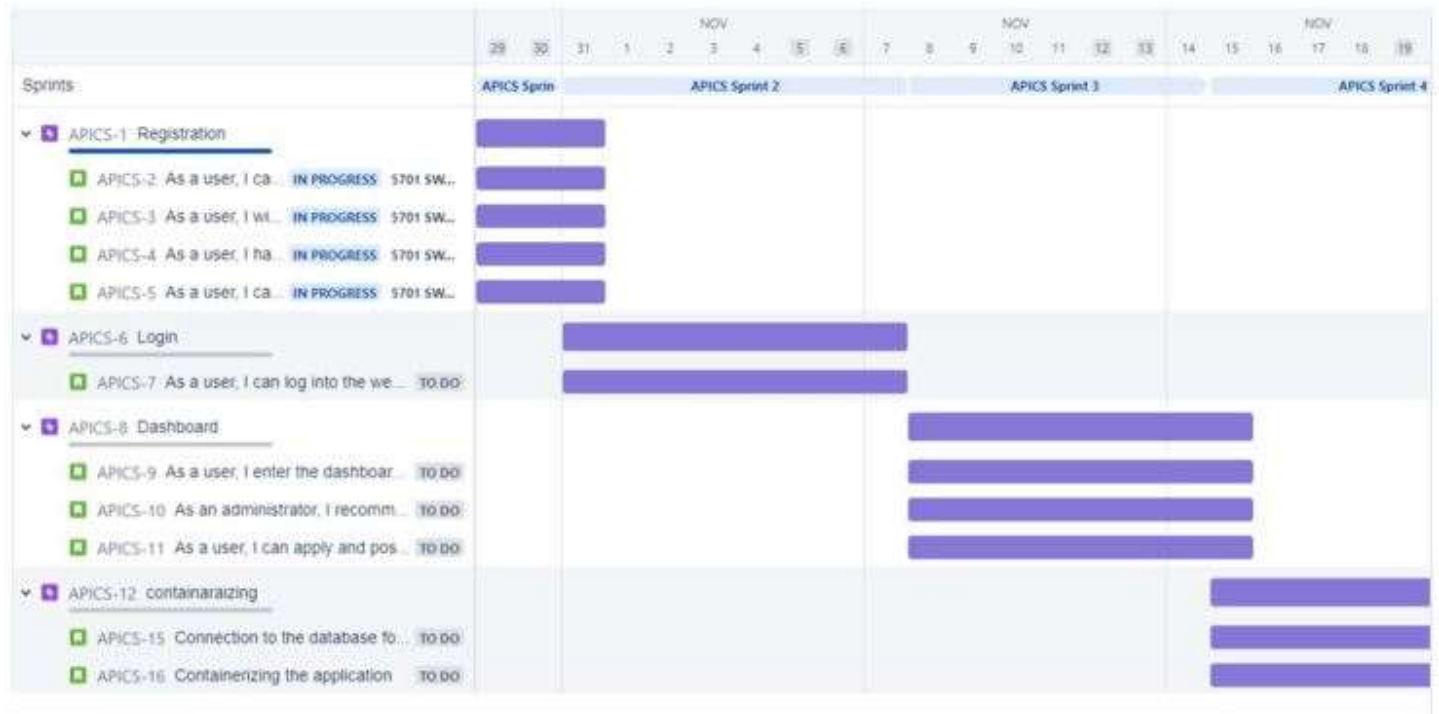 NOV NOV NOV
29 30 31 1 2 3 4 5 6 7 8 9 10 11 12 13 14 15 16 17 18 19
Sprints APICS Sprin APICS Sprint 2 APICS Sprint 3 APICS Sprint 4
APICS-1 Registration
APICS-2 As a user, I ca... IN PROGRESS 5701 SW...
APICS-3 As a user, I wi... IN PROGRESS 5701 SW...
APICS-4 As a user, I ha... IN PROGRESS 5701 SW...
APICS-5 As a user, I ca... IN PROGRESS 5701 SW...
APICS-6 Login
APICS-7 As a user, I can log into the we... TO DO
APICS-8 Dashboard
APICS-9 As a user, I enter the dashboar... TO DO
APICS-10 As an administrator, I recomm... TO DO
APICS-11 As a user, I can apply and pos... TO DO
APICS-12 containaraizing
APICS-15 Connection to the database fo... TO DO
APICS-16 Containerizing the application TO DO